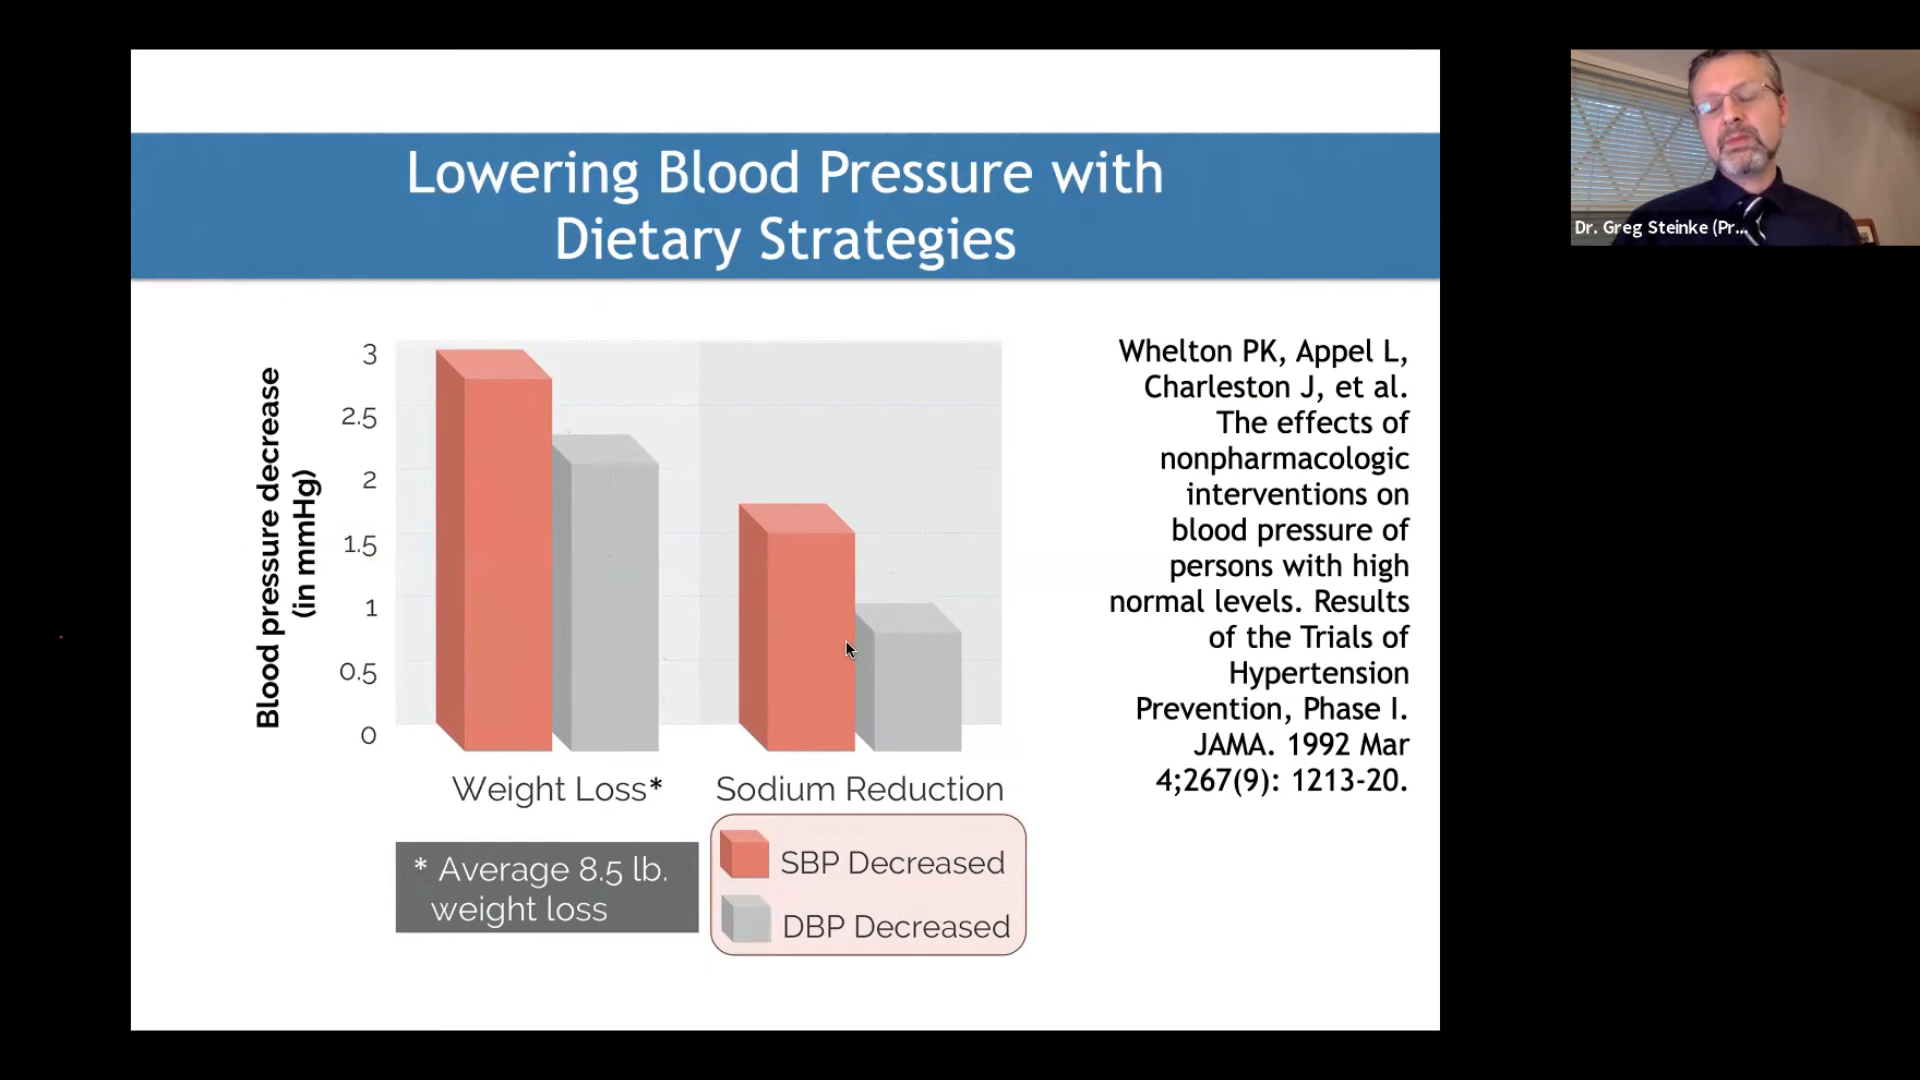 Lowering Blood Pressure with
Dietary Strategies
Dr. Greg Steinke (Pr...
Blood pressure decrease
(in mmHg)
3
2.5
2
1.5
1
0.5
0
Weight Loss*
Sodium Reduction
* Average 8.5 lb.
weight loss
SBP Decreased
DBP Decreased
Whelton PK, Appel L,
Charleston J, et al.
The effects of
nonpharmacologic
interventions on
blood pressure of
persons with high
normal levels. Results
of the Trials of
Hypertension
Prevention, Phase I.
JAMA. 1992 Mar
4;267(9): 1213-20.